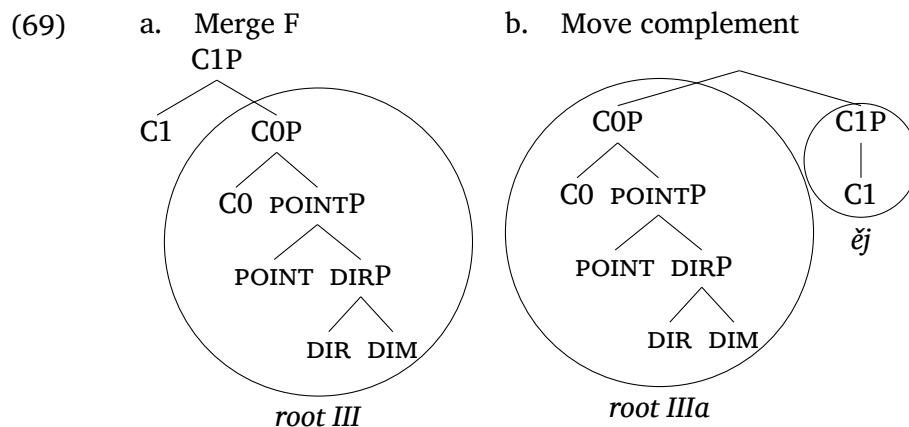 (69) a. Merge F b. Move complement
C1P
C1 C0P C0P C1P
C0 POINTP C0 POINTP C1
ěj
POINT DIRP POINT DIRP
DIR DIM DIR DIM
root III root IIIa